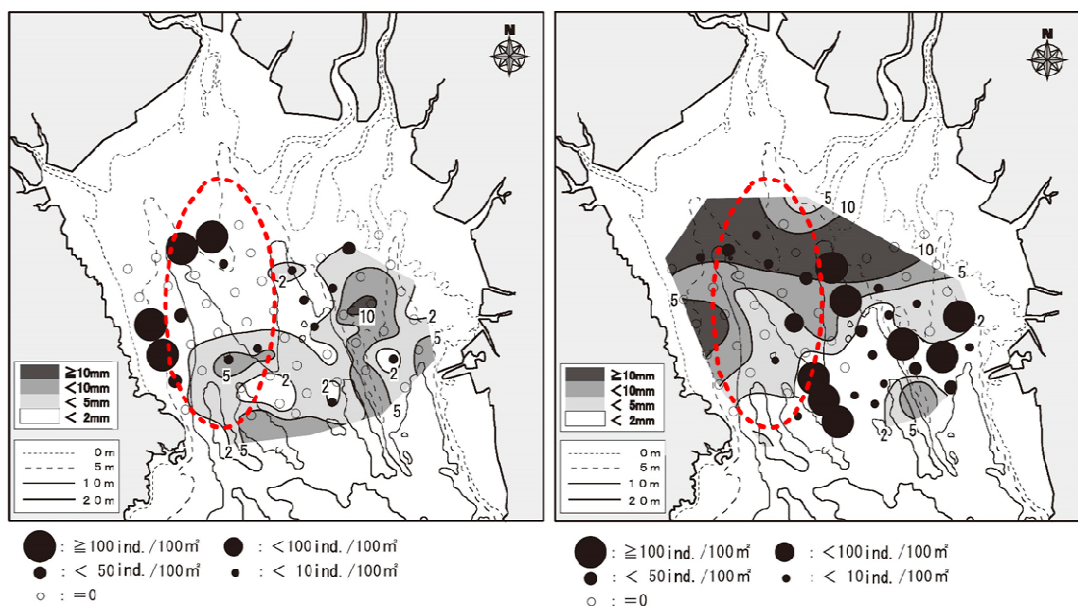 N
2
10
2
5
5
2
2
2
5
2
5
≧10mm
<10mm
< 5mm
< 2mm
0m
5m
10m
20m
: ≧100ind./100㎡
: <100ind./100㎡
: < 50ind./100㎡
: < 10ind./100㎡
: =0
N
5
10
10
5
5
2
2
5
≧10mm
<10mm
< 5mm
< 2mm
0m
5m
10m
20m
: ≧100ind./100㎡
: <100ind./100㎡
: < 50ind./100㎡
: < 10ind./100㎡
: =0